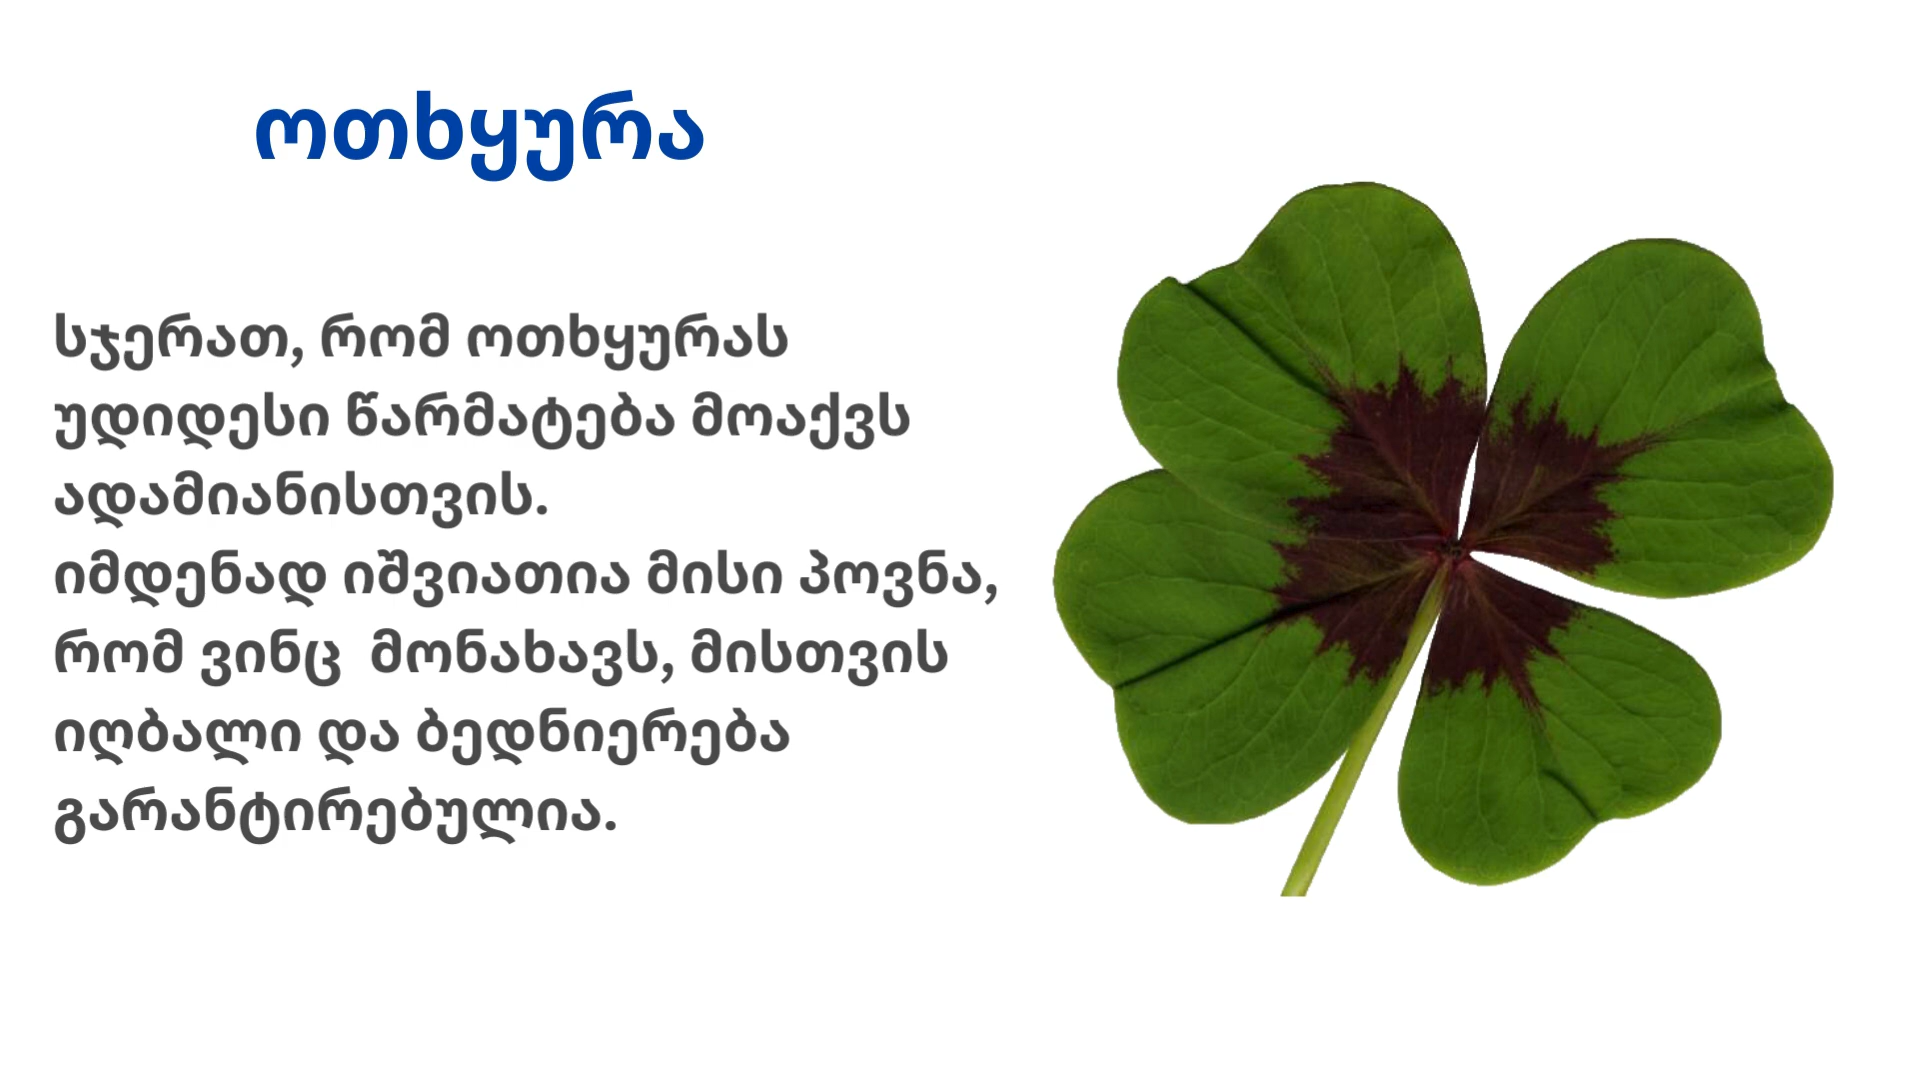 ოთხყურა
სჯერათ, რომ ოთხყურას
უდიდესი წარმატება მოაქვს
ადამიანისთვის.
იმდენად იშვიათია მისი პოვნა,
რომ ვინც  მონახავს, მისთვის
იღბალი და ბედნიერება
გარანტირებულია.